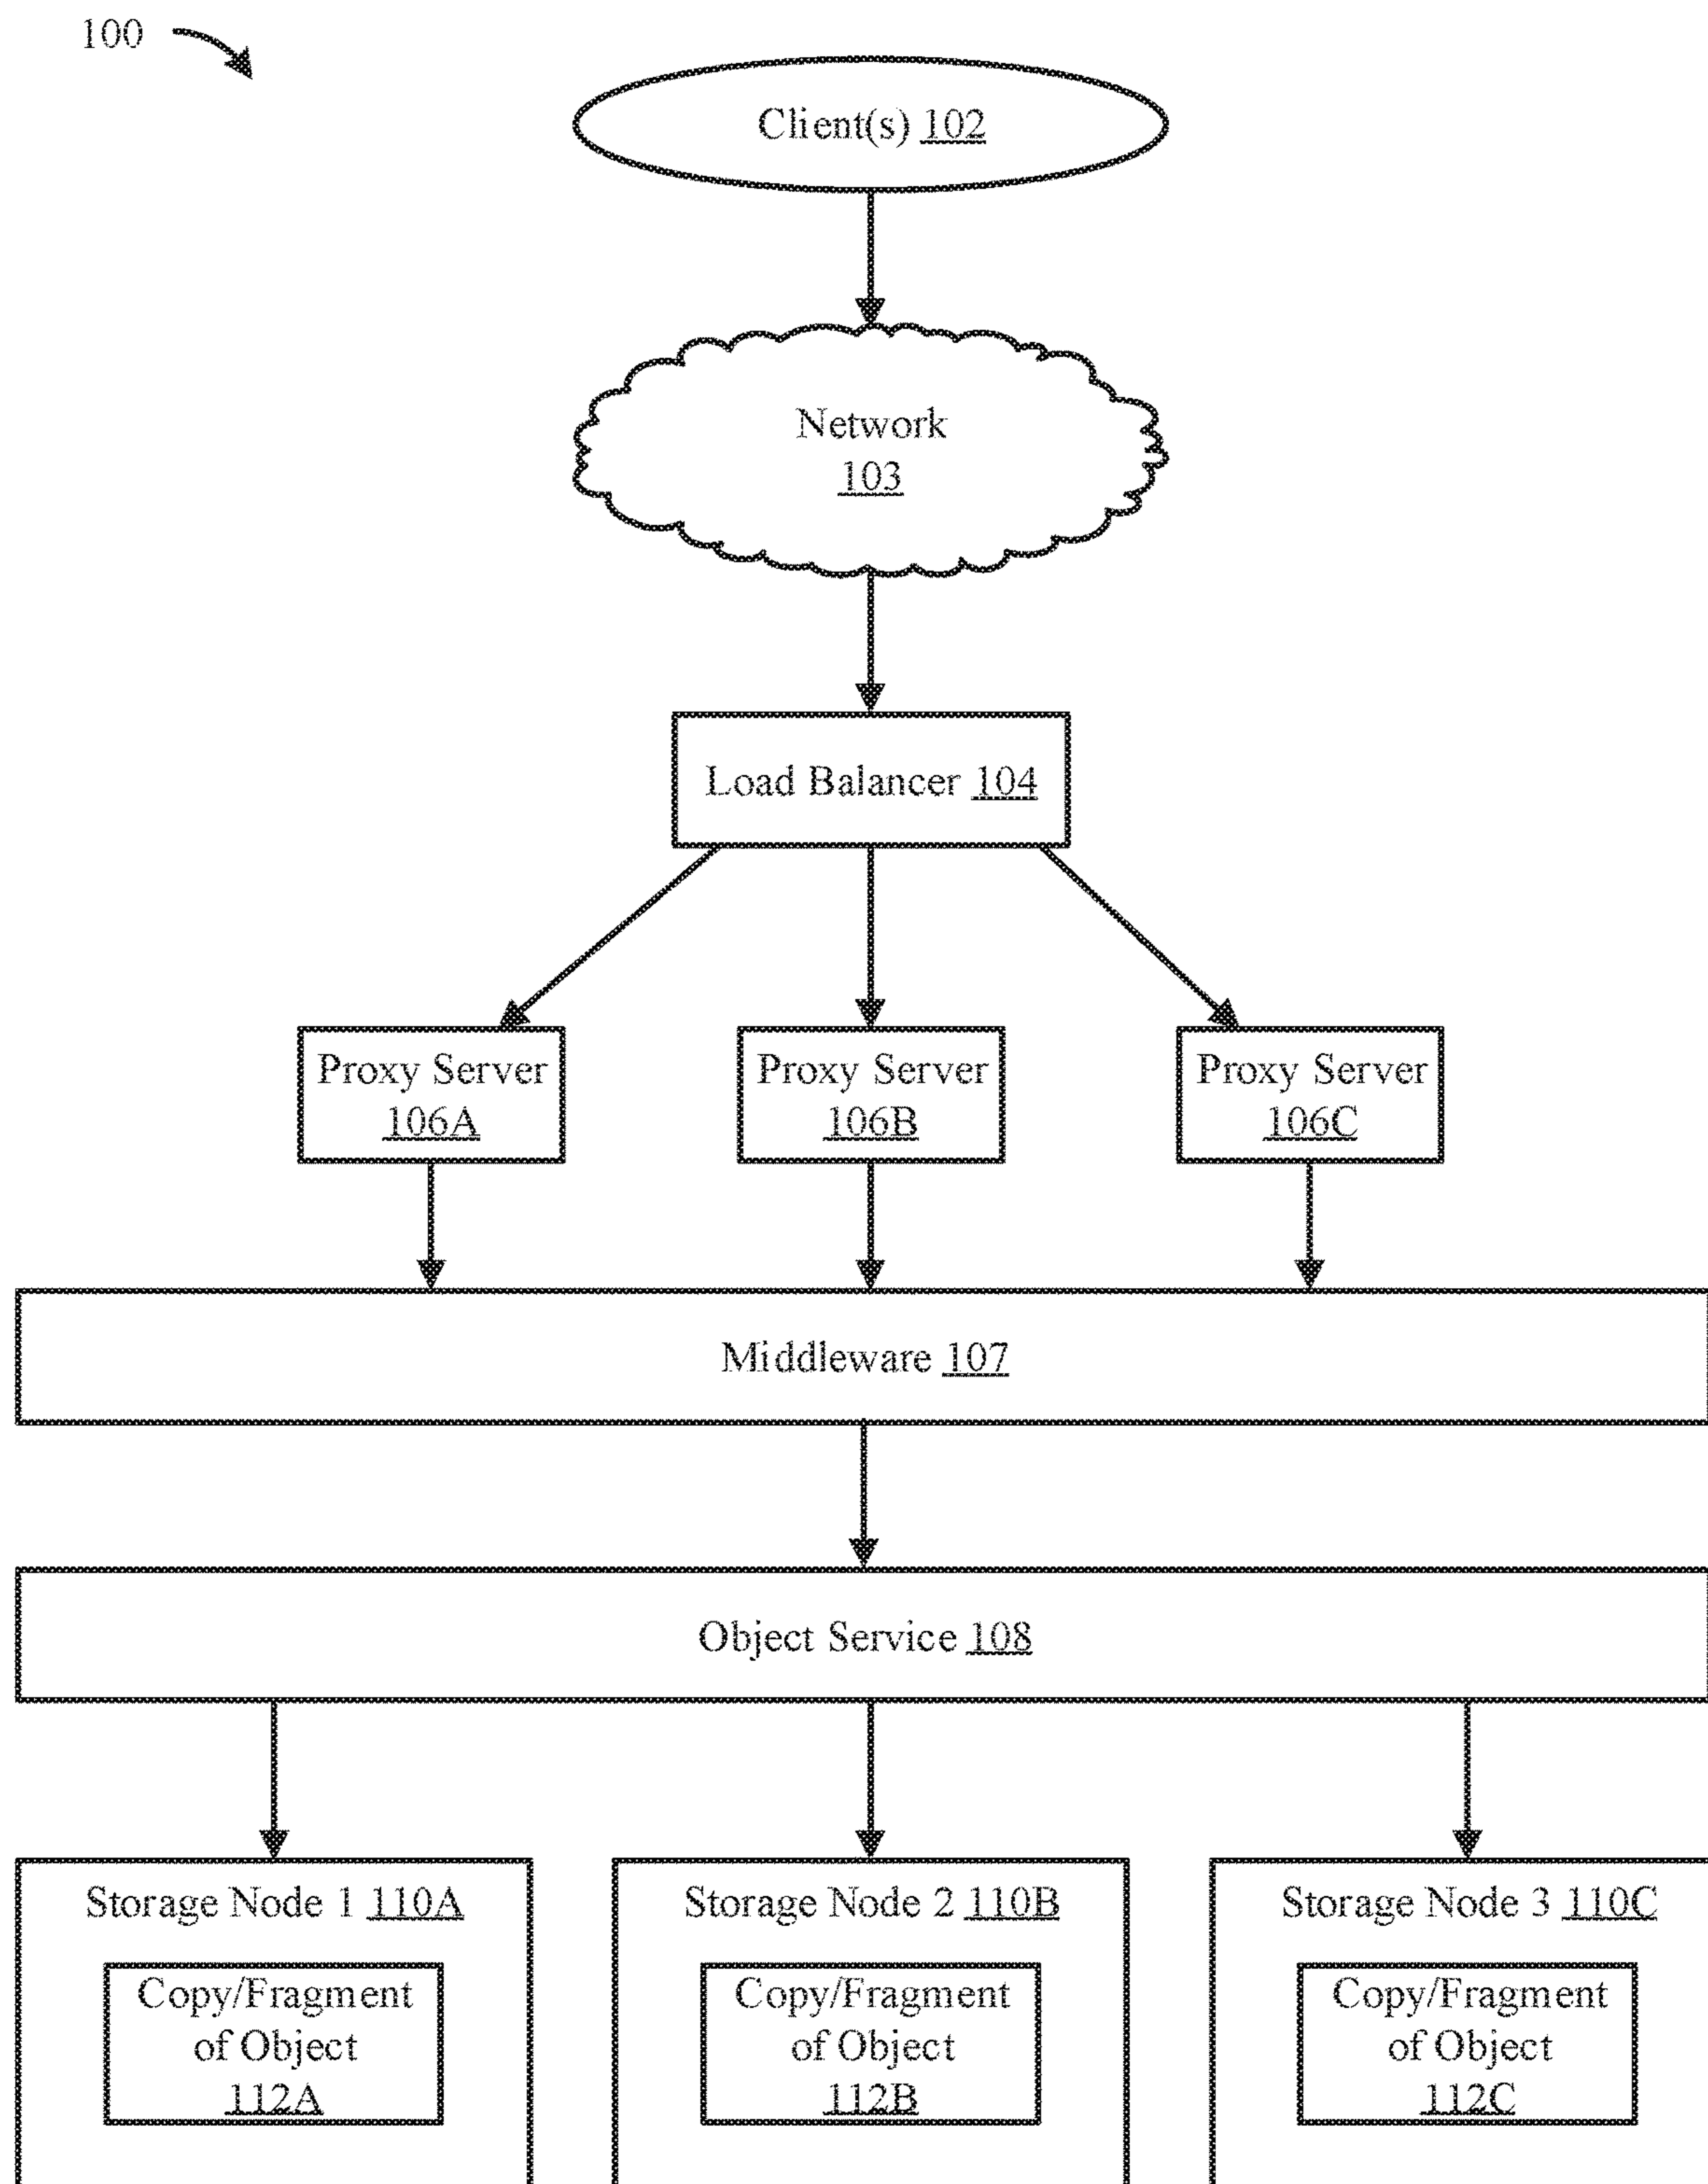 100
Client(s) 102
Network
103
Load Balancer 104
Proxy Server
106A
Proxy Server
106B
Proxy Server
106C
Middleware 107
Object Service 108
Storage Node 1 110A
Copy/Fragment
of Object
112A
Storage Node 2 110B
Copy/Fragment
of Object
112B
Storage Node 3 110C
Copy/Fragment
of Object
112C